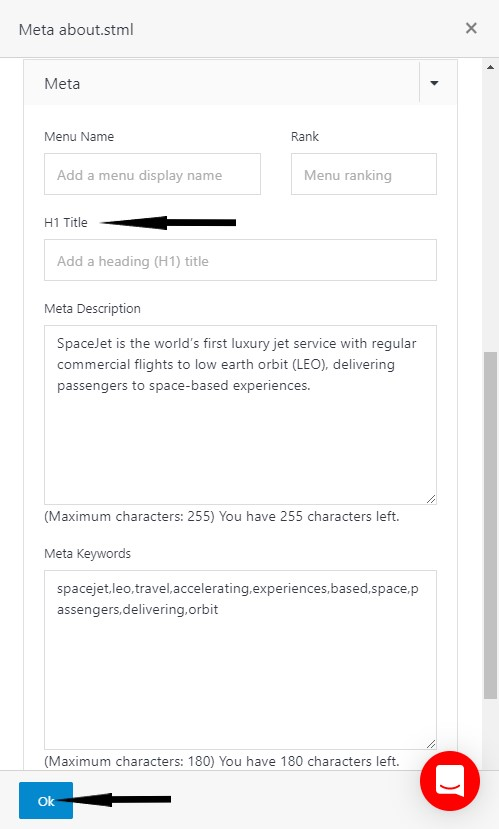 Meta about.stml
Meta
Menu Name
Rank
Add a menu display name
Menu ranking
H1 Title
Add a heading (H1) title
Meta Description
SpaceJet is the world’s first luxury jet service with regular
commercial flights to low earth orbit (LEO), delivering
passengers to space-based experiences.
(Maximum characters: 255) You have 255 characters left.
Meta Keywords
spacejet,leo,travel,accelerating,experiences,based,space,p
assengers,delivering,orbit
(Maximum characters: 180) You have 180 characters left.
Ok